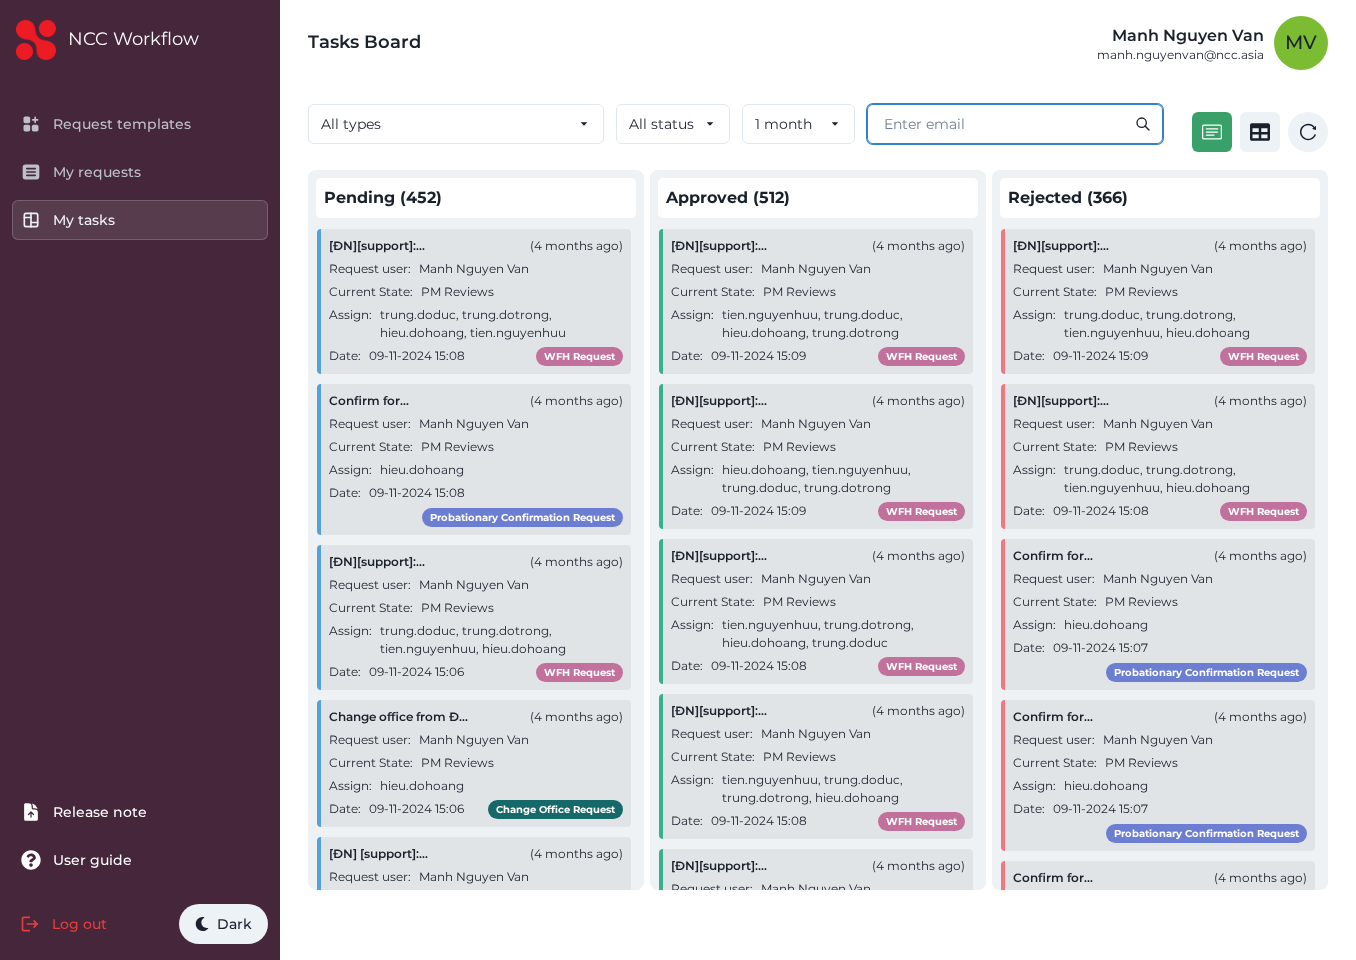 NCC Workflow
Request templates
My requests
My tasks
Release note
User guide
Log out
Dark
Tasks Board
Manh Nguyen Van
manh.nguyenvan@ncc.asia
MV
All types
All status
1 month
Enter email
Pending (452)
[ĐN][support]:... (4 months ago)
Request user: Manh Nguyen Van
Current State: PM Reviews
Assign: trung.doduc, trung.dotrong,
hieu.dohoang, tien.nguyenhuu
Date: 09-11-2024 15:08 WFH Request
Confirm for... (4 months ago)
Request user: Manh Nguyen Van
Current State: PM Reviews
Assign: hieu.dohoang
Date: 09-11-2024 15:08
Probationary Confirmation Request
[ĐN][support]:... (4 months ago)
Request user: Manh Nguyen Van
Current State: PM Reviews
Assign: trung.doduc, trung.dotrong,
tien.nguyenhuu, hieu.dohoang
Date: 09-11-2024 15:06 WFH Request
Change office from Đ... (4 months ago)
Request user: Manh Nguyen Van
Current State: PM Reviews
Assign: hieu.dohoang
Date: 09-11-2024 15:06 Change Office Request
[ĐN] [support]:... (4 months ago)
Request user: Manh Nguyen Van
Approved (512)
[ĐN][support]:... (4 months ago)
Request user: Manh Nguyen Van
Current State: PM Reviews
Assign: tien.nguyenhuu, trung.doduc,
hieu.dohoang, trung.dotrong
Date: 09-11-2024 15:09 WFH Request
[ĐN][support]:... (4 months ago)
Request user: Manh Nguyen Van
Current State: PM Reviews
Assign: hieu.dohoang, tien.nguyenhuu,
trung.doduc, trung.dotrong
Date: 09-11-2024 15:09 WFH Request
[ĐN][support]:... (4 months ago)
Request user: Manh Nguyen Van
Current State: PM Reviews
Assign: tien.nguyenhuu, trung.dotrong,
hieu.dohoang, trung.doduc
Date: 09-11-2024 15:08 WFH Request
[ĐN][support]:... (4 months ago)
Request user: Manh Nguyen Van
Current State: PM Reviews
Assign: tien.nguyenhuu, trung.doduc,
trung.dotrong, hieu.dohoang
Date: 09-11-2024 15:08 WFH Request
[ĐN][support]:... (4 months ago)
Request user: Manh Nguyen Van
Rejected (366)
[ĐN][support]:... (4 months ago)
Request user: Manh Nguyen Van
Current State: PM Reviews
Assign: trung.doduc, trung.dotrong,
tien.nguyenhuu, hieu.dohoang
Date: 09-11-2024 15:09 WFH Request
[ĐN][support]:... (4 months ago)
Request user: Manh Nguyen Van
Current State: PM Reviews
Assign: trung.doduc, trung.dotrong,
tien.nguyenhuu, hieu.dohoang
Date: 09-11-2024 15:08 WFH Request
Confirm for... (4 months ago)
Request user: Manh Nguyen Van
Current State: PM Reviews
Assign: hieu.dohoang
Date: 09-11-2024 15:07
Probationary Confirmation Request
Confirm for... (4 months ago)
Request user: Manh Nguyen Van
Current State: PM Reviews
Assign: hieu.dohoang
Date: 09-11-2024 15:07
Probationary Confirmation Request
Confirm for... (4 months ago)